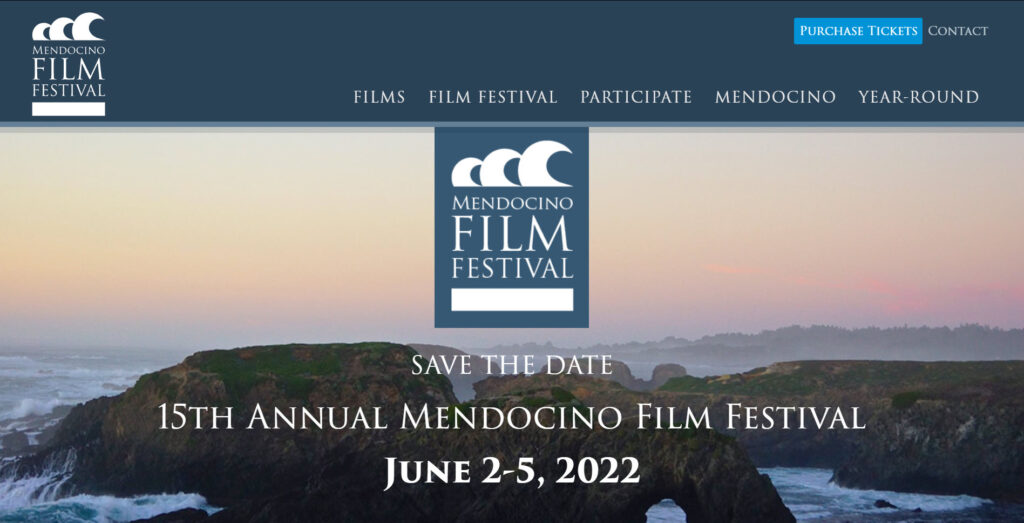 MENDOCINO
FILM
FESTIVAL
PURCHASE TICKETS CONTACT
FILMS FILM FESTIVAL PARTICIPATE MENDOCINO YEAR-ROUND
MENDOCINO
FILM
FESTIVAL
SAVE THE DATE
15TH ANNUAL MENDOCINO FILM FESTIVAL
JUNE 2-5, 2022